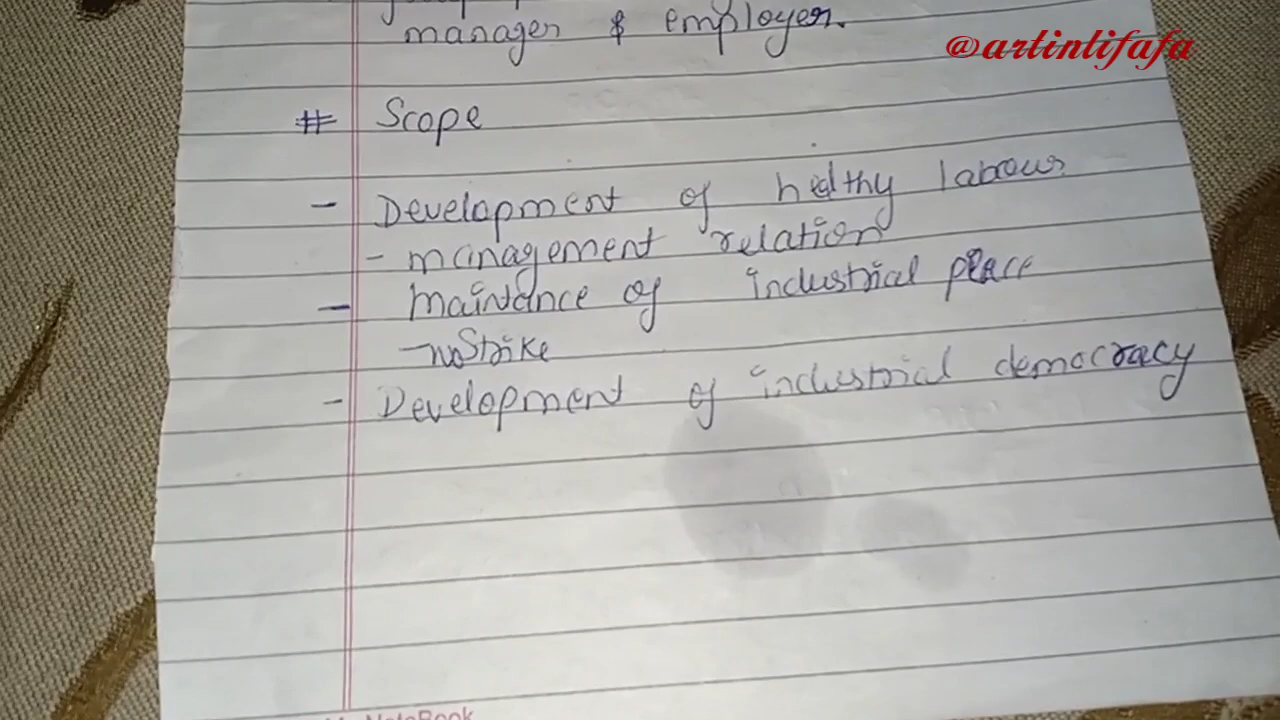 manager & employer.
@artintifafa
# Scope
- Development of healthy labour
- management relation
- maintance of industrial peace
- no Strike
- Development of industrial democracy
NoteBook